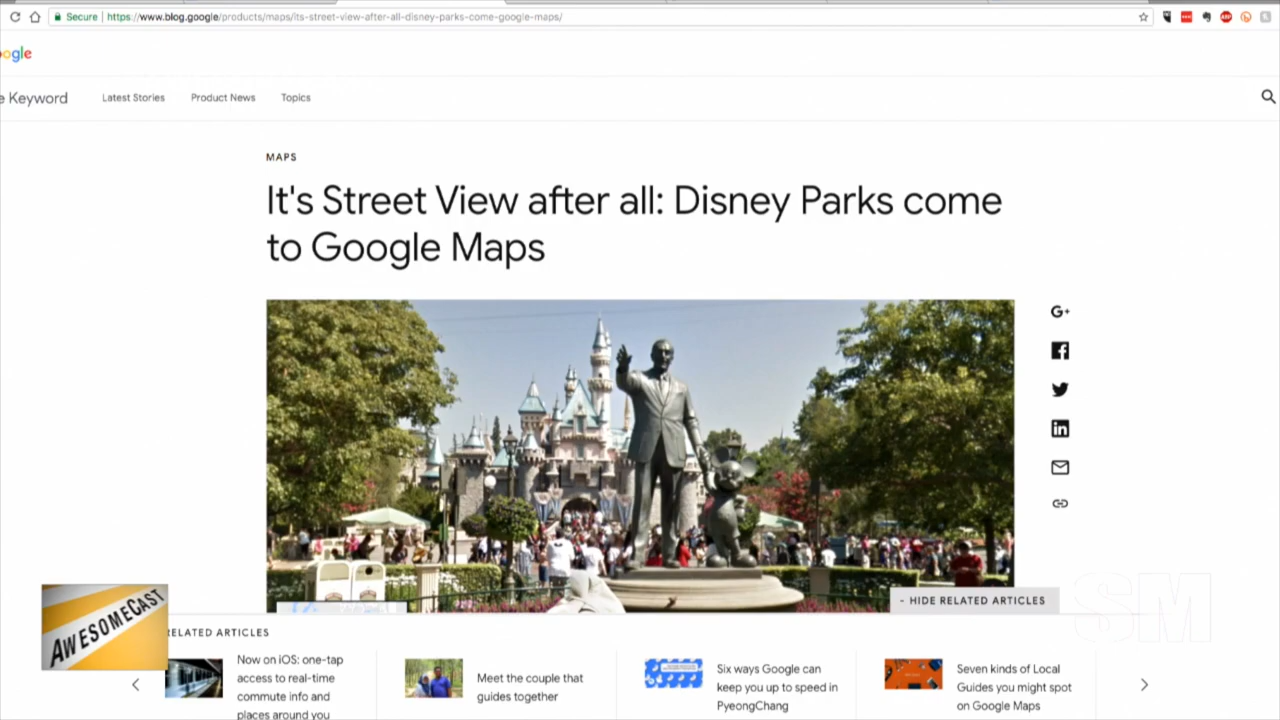 Secure
https://www.blog.google/products/maps/its-street-view-after-all-disney-parks-come-google-maps/
ogle
e Keyword
Latest Stories
Product News
Topics
MAPS
It's Street View after all: Disney Parks come
to Google Maps
G+
in
- HIDE RELATED ARTICLES
SM
AWESOMECAST
RELATED ARTICLES
Now on iOS: one-tap
access to real-time
commute info and
places around you
Meet the couple that
guides together
Six ways Google can
keep you up to speed in
PyeongChang
Seven kinds of Local
Guides you might spot
on Google Maps